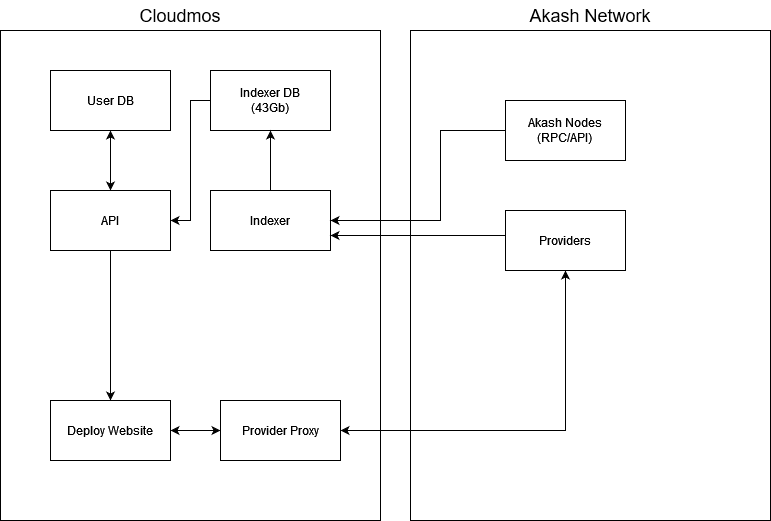 Cloudmos
Akash Network
User DB
Indexer DB
(43Gb)
Akash Nodes
(RPC/API)
API
Indexer
Providers
Deploy Website
Provider Proxy